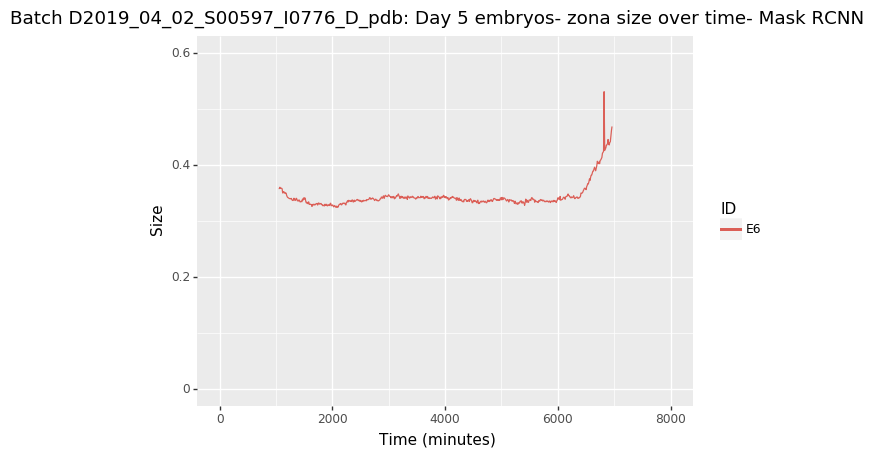 Batch D2019_04_02_S00597_I0776_D_pdb: Day 5 embryos- zona size over time- Mask RCNN
0.6
0.4
0.2
0
Size
0
2000
4000
6000
8000
Time (minutes)
ID
E6